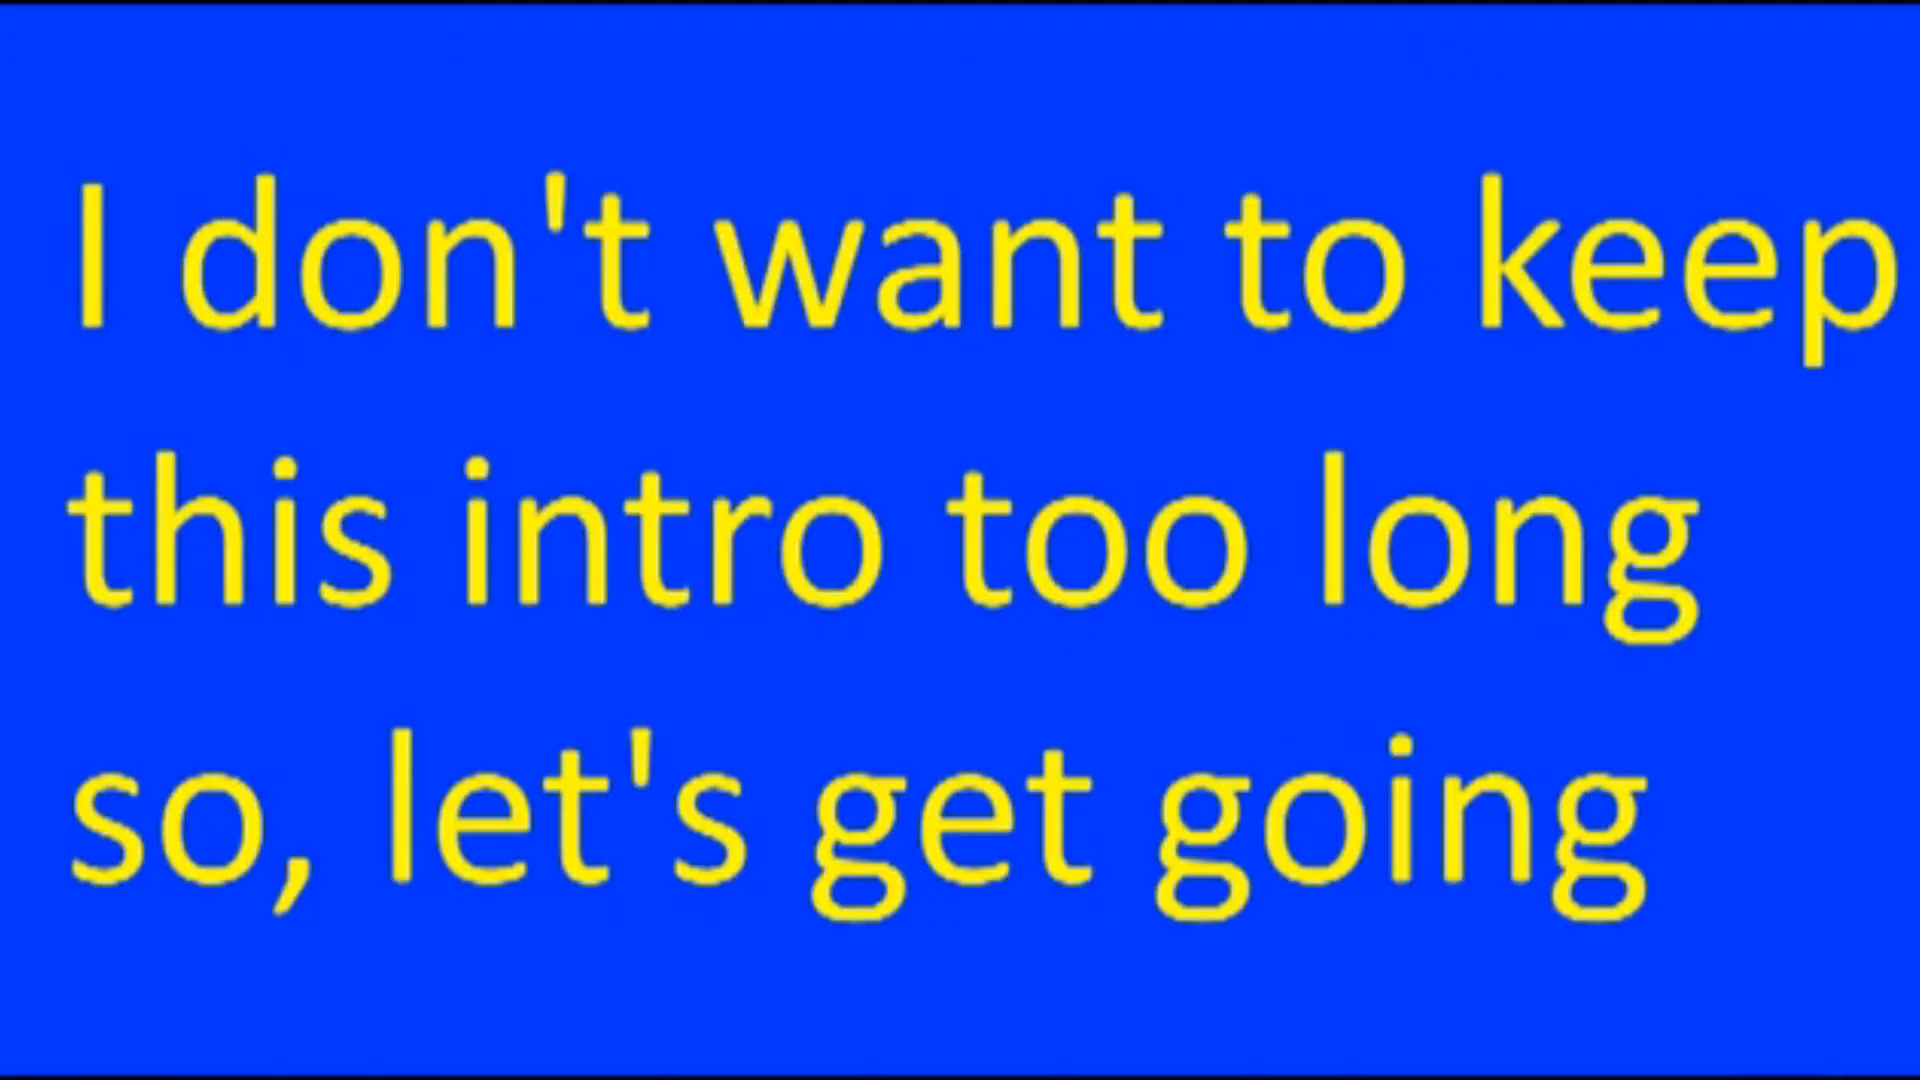 I don't want to keep
this intro too long
so, let's get going